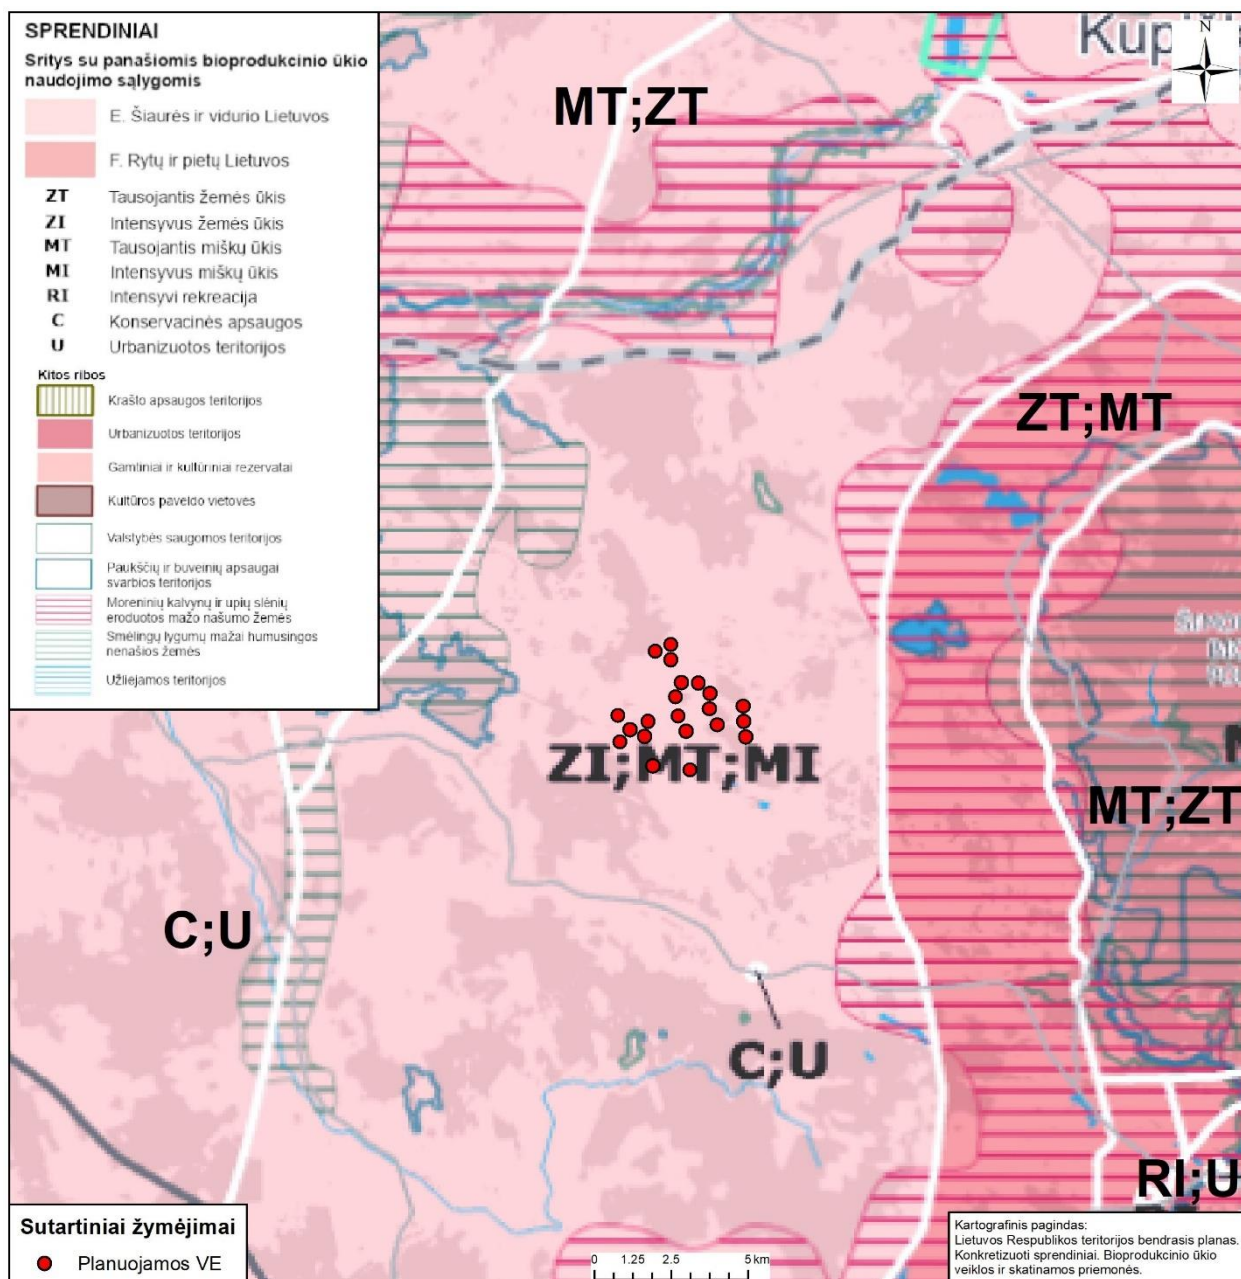 SPRENDINIAI
Sritys su panašiomis bioprodukcinio ūkio
naudojimo sąlygomis
E. Šiaurės ir vidurio Lietuvos
F. Rytų ir pietų Lietuvos
ZT Tausojantis žemės ūkis
ZI Intensyvus žemės ūkis
MT Tausojantis miškų ūkis
MI Intensyvus miškų ūkis
RI Intensyvi rekreacija
C Konservacinės apsaugos
U Urbanizuotos teritorijos
Kitos ribos
Krašto apsaugos teritorijos
Urbanizuotos teritorijos
Gamtiniai ir kultūriniai rezervatai
Kultūros paveldo vietovės
Valstybės saugomos teritorijos
Paukščių ir buveinių apsaugai
svarbios teritorijos
Moreninių kalvynų ir upių slėnių
eroduotos mažo našumo žemės
Smėlingų lygumų mažai humusingos
nenašios žemės
Užliejamos teritorijos
MT;ZT
Kup
N
ZT;MT
ZI;MT;MI
MT;ZT
C;U
C;U
RI;U
Sutartiniai žymėjimai
Planuojamos VE
0 1.25 2.5 5 km
Kartografinis pagindas:
Lietuvos Respublikos teritorijos bendrasis planas.
Konkretizuoti sprendiniai. Bioprodukcinio ūkio
veiklos ir skatinamos priemonės.